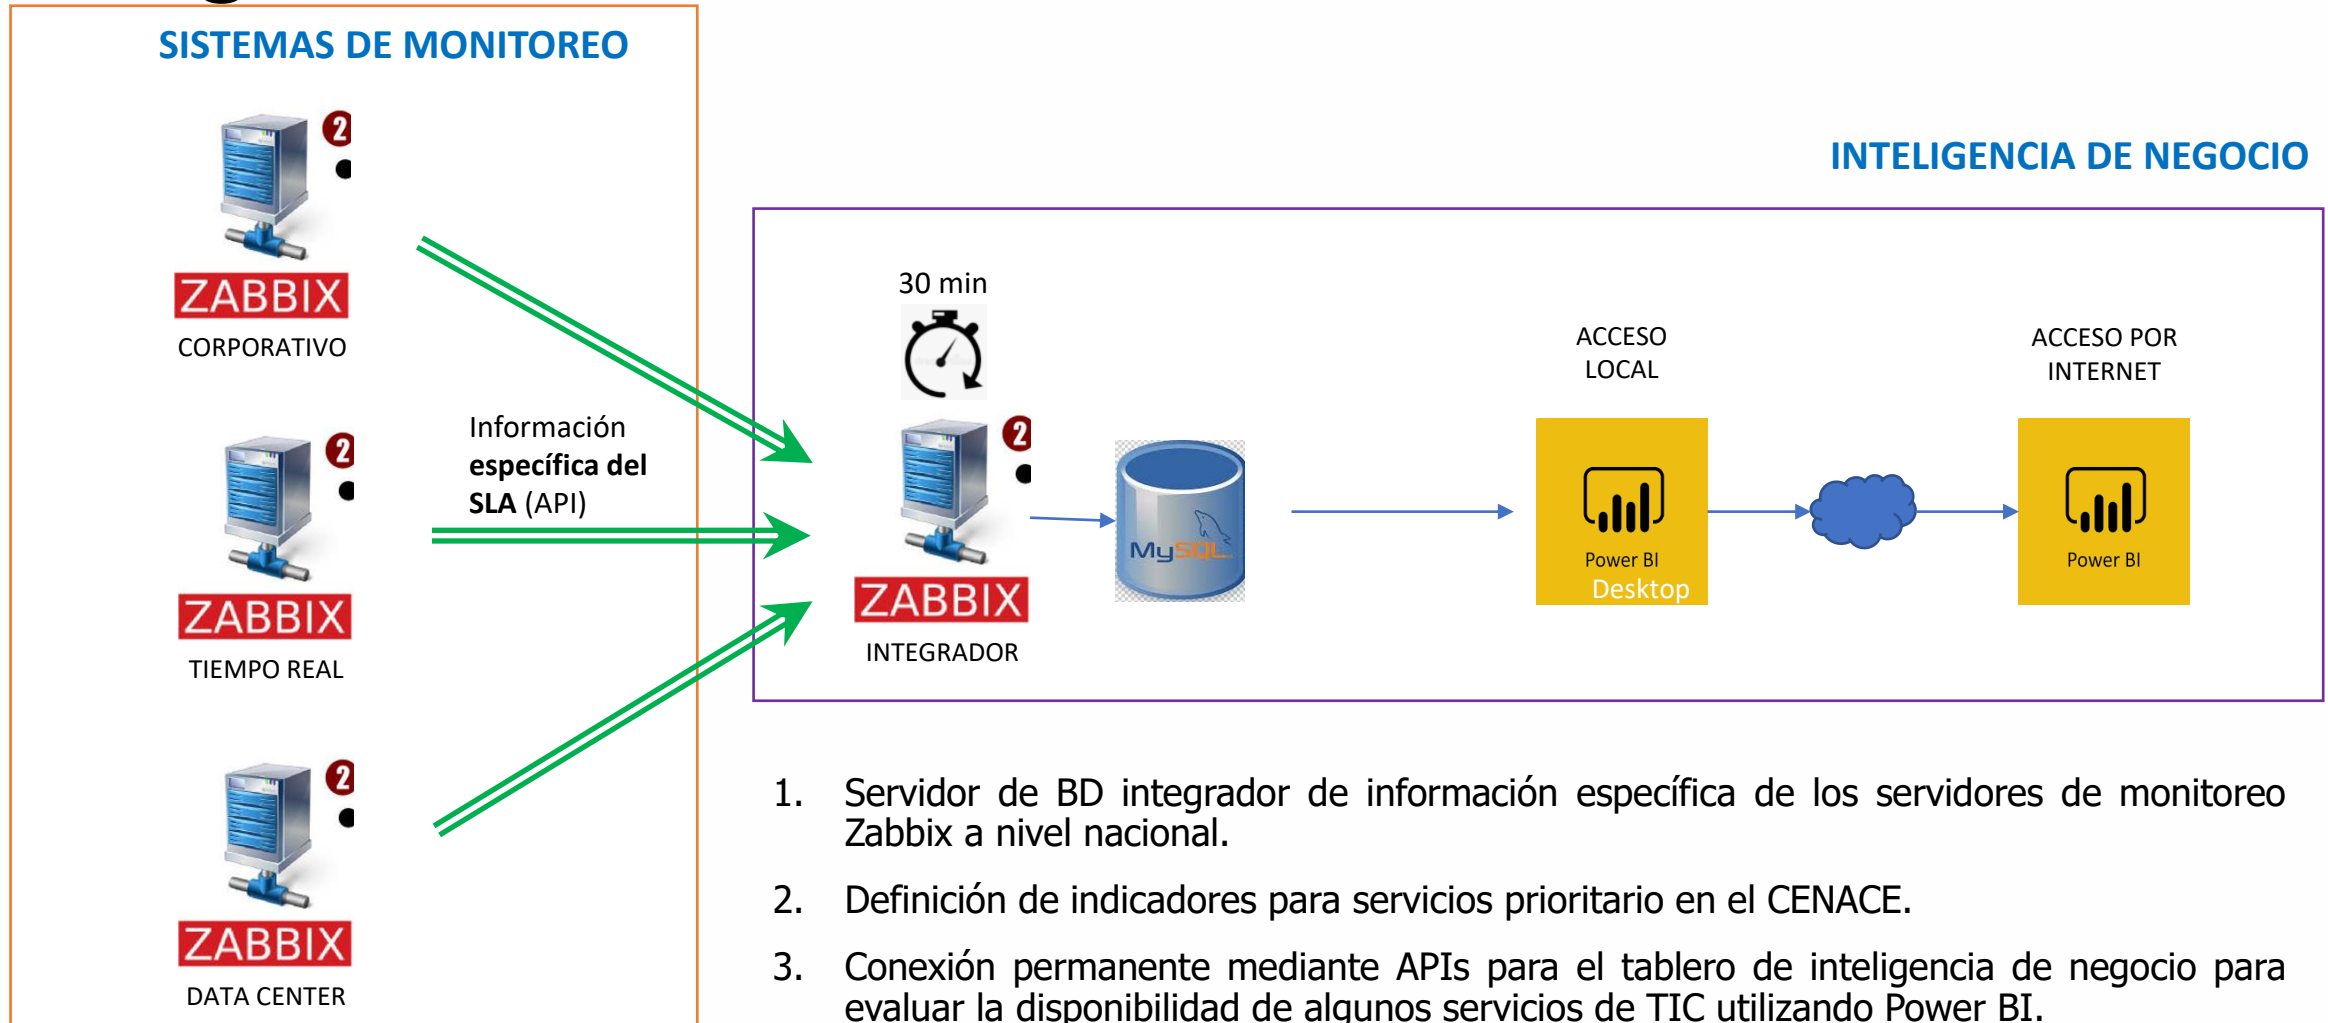 SISTEMAS DE MONITOREO
2
ZABBIX
CORPORATIVO
2
ZABBIX
TIEMPO REAL
2
ZABBIX
DATA CENTER
Información
específica del
SLA (API)
INTELIGENCIA DE NEGOCIO
30 min
2
ZABBIX
INTEGRADOR
MySQL
ACCESO
LOCAL
Power BI
Desktop
ACCESO POR
INTERNET
Power BI
1. Servidor de BD integrador de información específica de los servidores de monitoreo
Zabbix a nivel nacional.
2. Definición de indicadores para servicios prioritario en el CENACE.
3. Conexión permanente mediante APIs para el tablero de inteligencia de negocio para
evaluar la disponibilidad de algunos servicios de TIC utilizando Power BI.